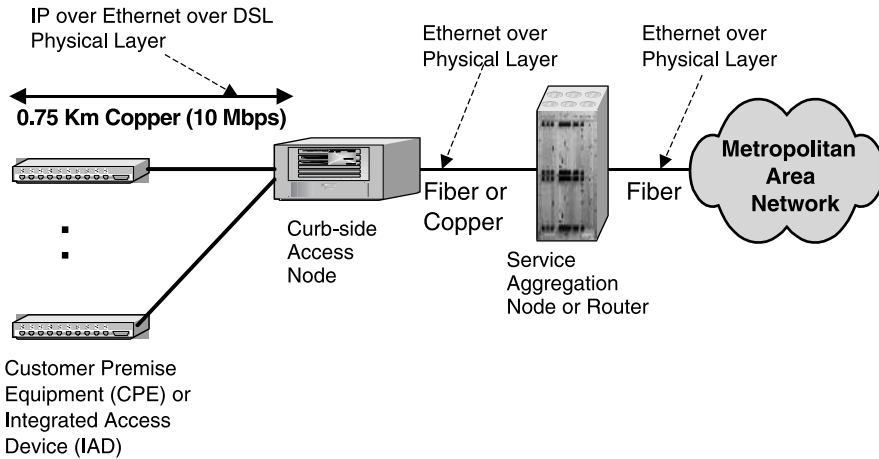 IP over Ethernet over DSL
Physical Layer
0.75 Km Copper (10 Mbps)
Ethernet over
Physical Layer
Ethernet over
Physical Layer
Fiber or
Copper
Fiber
Metropolitan
Area
Network
Curb-side
Access
Node
Service
Aggregation
Node or Router
Customer Premise
Equipment (CPE) or
Integrated Access
Device (IAD)